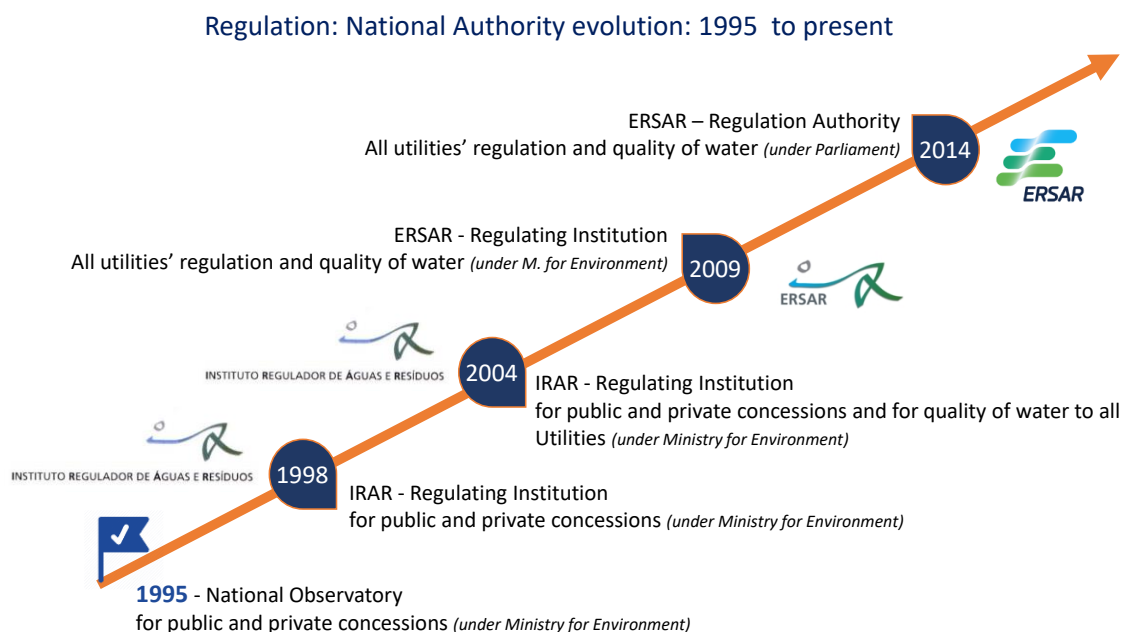 Regulation: National Authority evolution: 1995 to present
ERSAR – Regulation Authority
All utilities’ regulation and quality of water (under Parliament)
2014
ERSAR
ERSAR - Regulating Institution
All utilities’ regulation and quality of water (under M. for Environment)
2009
ERSAR
INSTITUTO REGULADOR DE ÁGUAS E RESÍDUOS
2004
IRAR - Regulating Institution
for public and private concessions and for quality of water to all
Utilities (under Ministry for Environment)
INSTITUTO REGULADOR DE ÁGUAS E RESÍDUOS
1998
IRAR - Regulating Institution
for public and private concessions (under Ministry for Environment)
1995 - National Observatory
for public and private concessions (under Ministry for Environment)